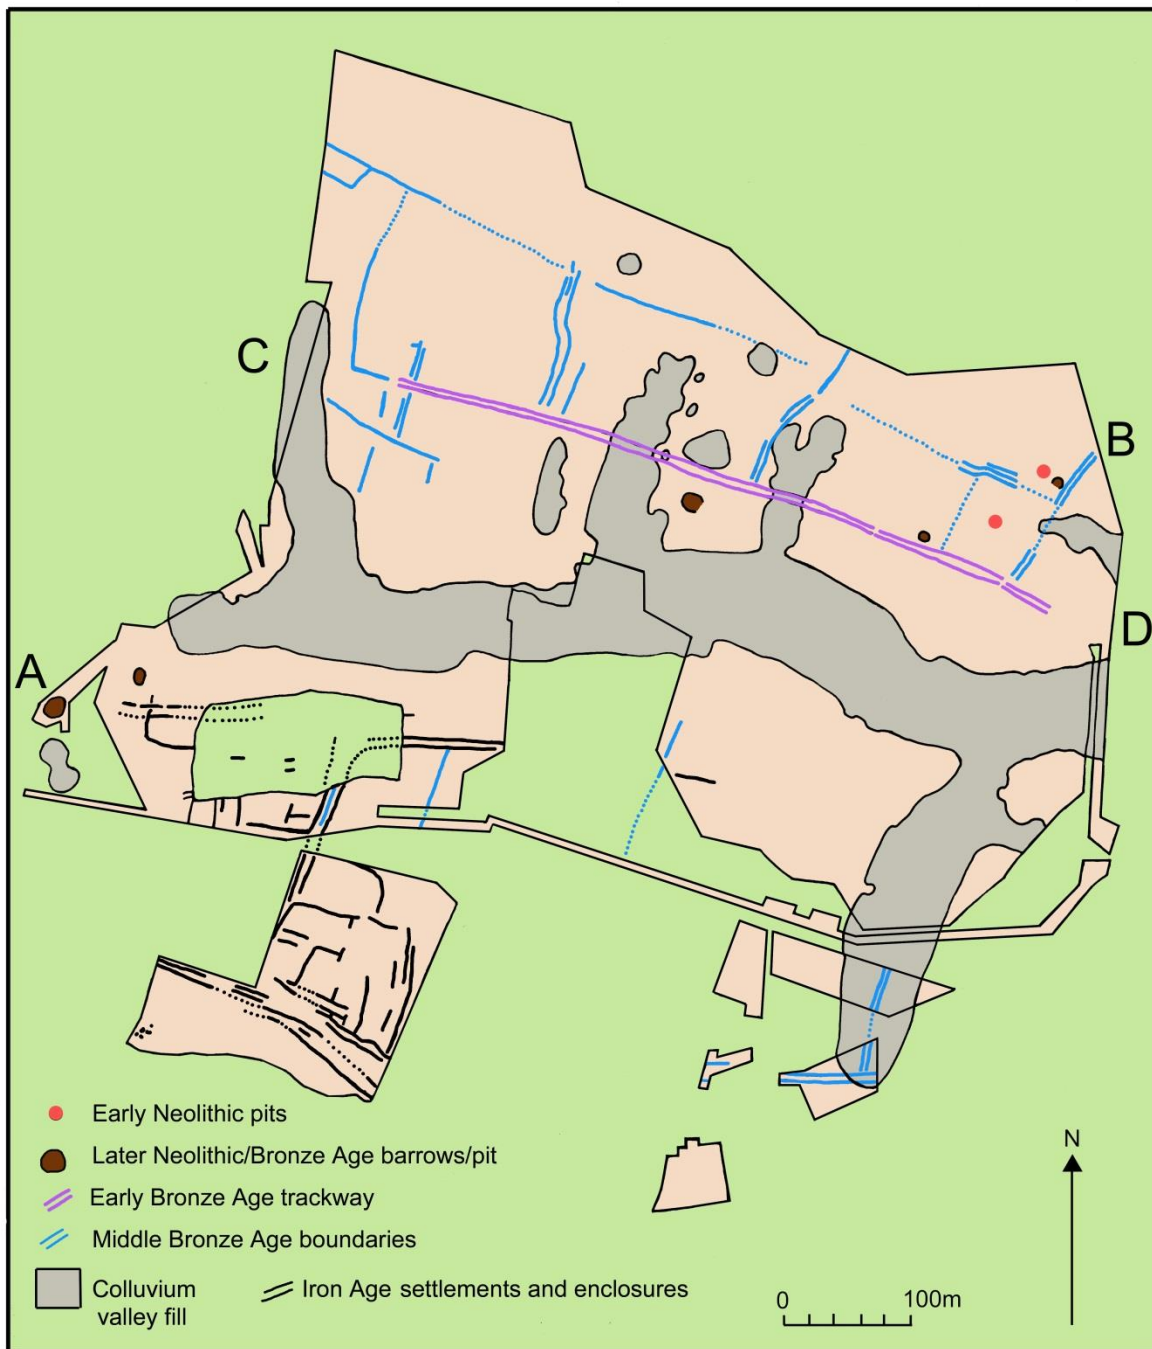 C
B
D
A
Early Neolithic pits
Later Neolithic/Bronze Age barrows/pit
Early Bronze Age trackway
Middle Bronze Age boundaries
Colluvium
valley fill
Iron Age settlements and enclosures
N
0 100m